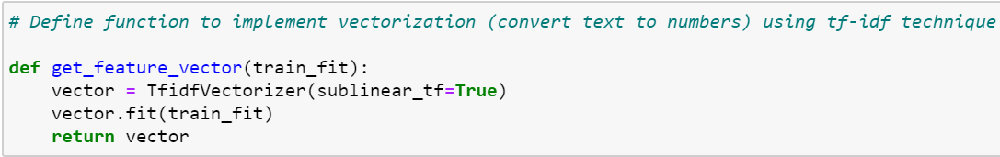 # Define function to implement vectorization (convert text to numbers) using tf-idf technique
def get_feature_vector(train_fit):
    vector = TfidfVectorizer(sublinear_tf=True)
    vector.fit(train_fit)
    return vector